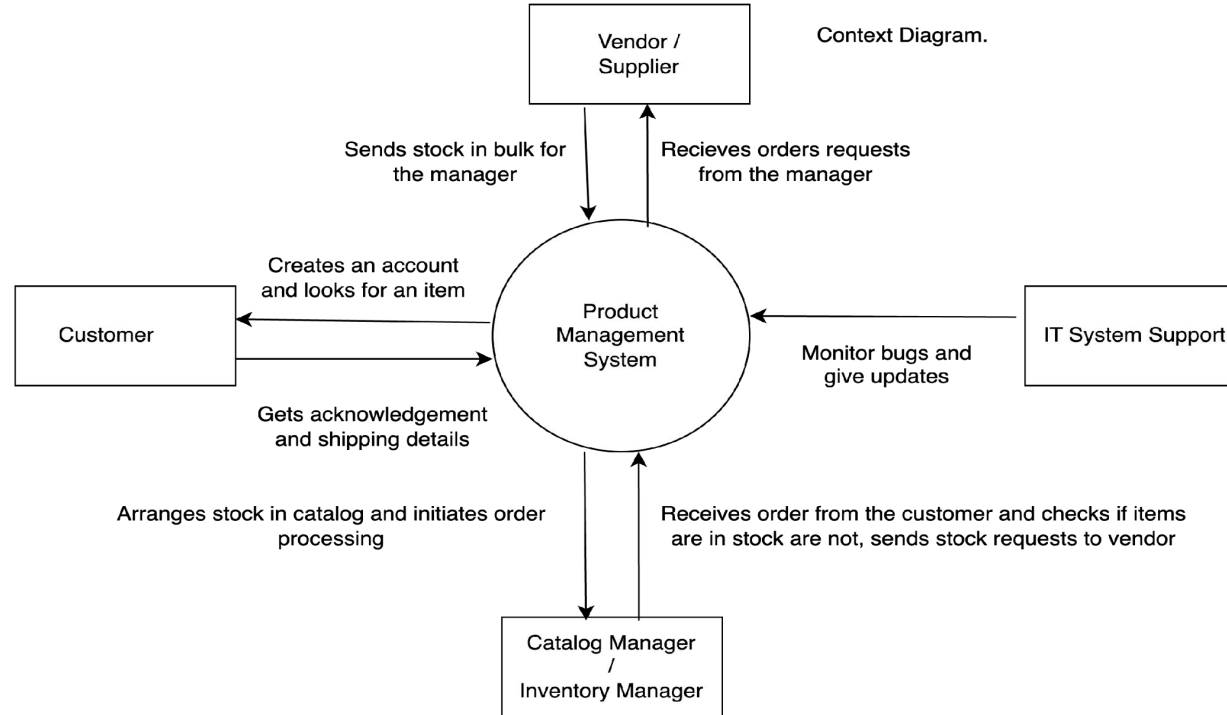 Context Diagram.
Vendor /
Supplier
Sends stock in bulk for
the manager
Recieves orders requests
from the manager
Creates an account
and looks for an item
Customer
Product
Management
System
IT System Support
Monitor bugs and
give updates
Gets acknowledgement
and shipping details
Arranges stock in catalog and initiates order
processing
Receives order from the customer and checks if items
are in stock are not, sends stock requests to vendor
Catalog Manager
/
Inventory Manager